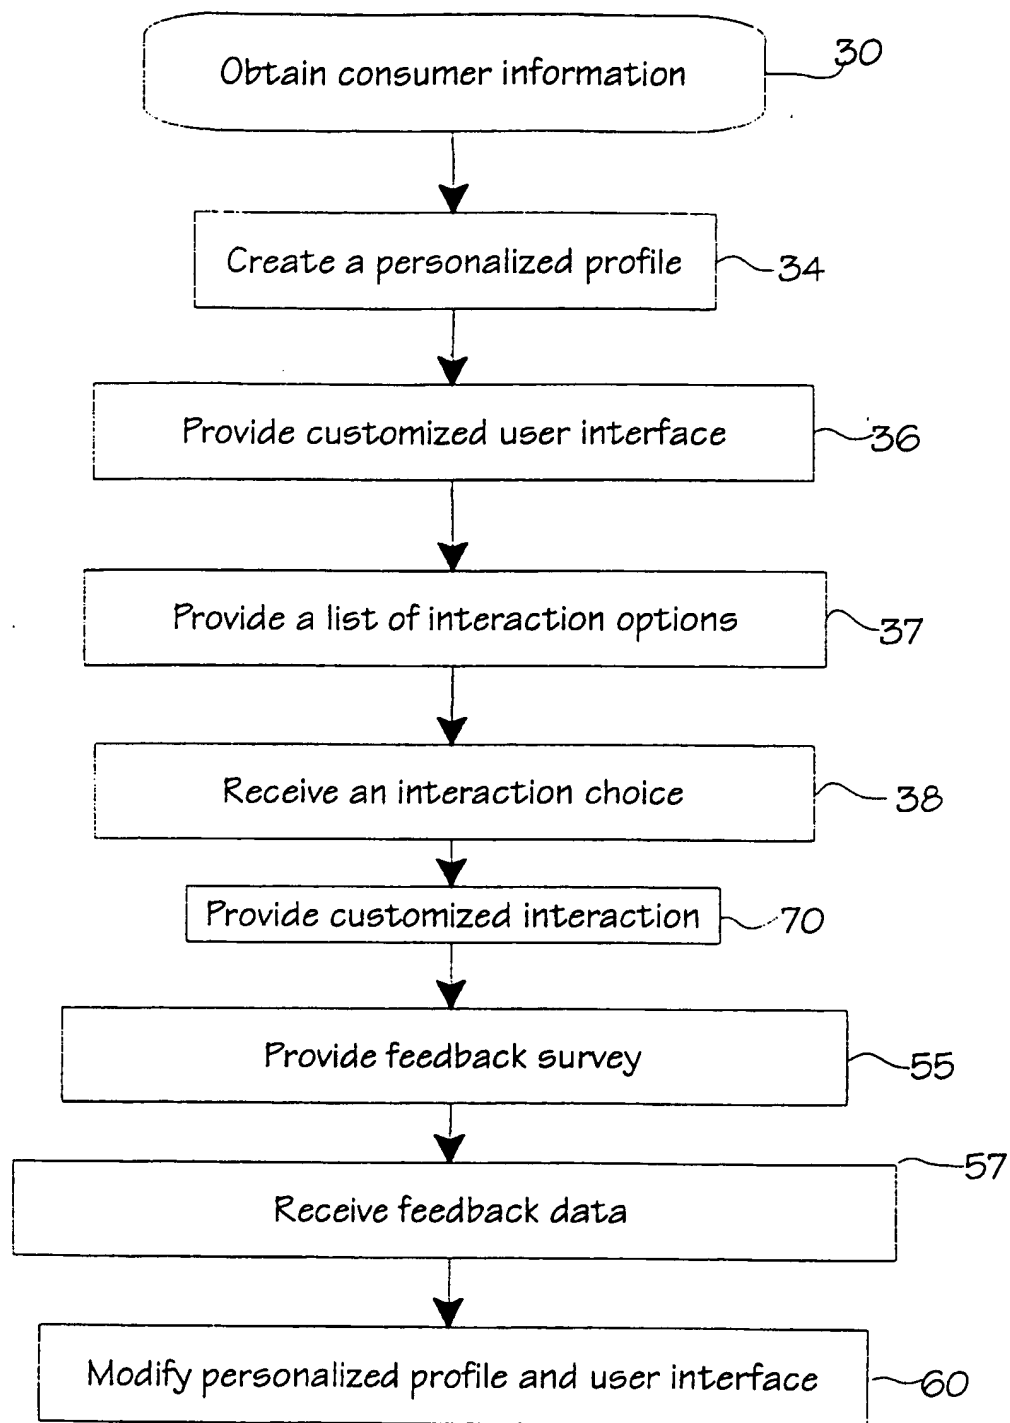 Obtain consumer information
30
Create a personalized profile
34
Provide customized user interface
36
Provide a list of interaction options
37
Receive an interaction choice
38
Provide customized interaction
70
Provide feedback survey
55
57
Receive feedback data
Modify personalized profile and user interface
60